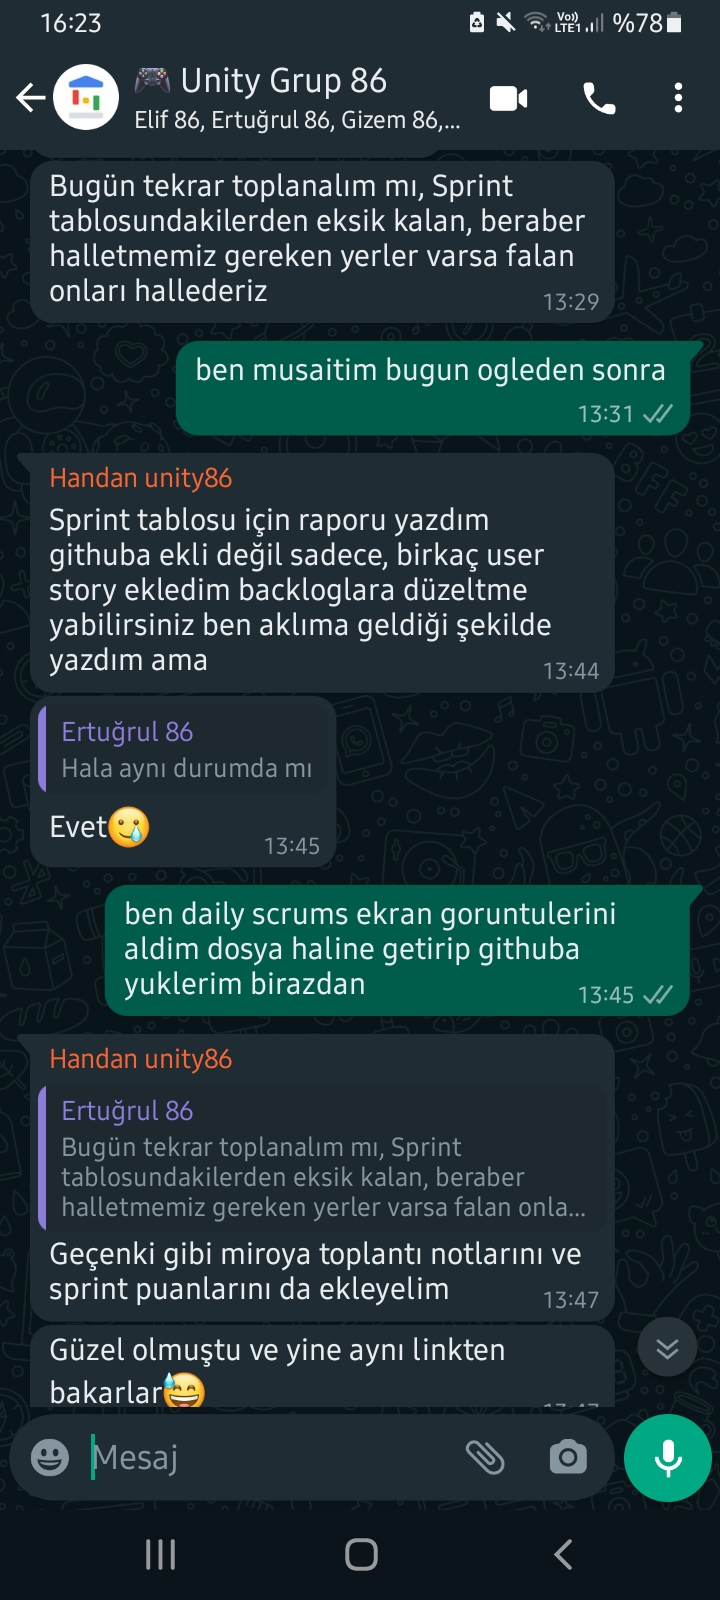 16:23
Vo))
LTE1
%78
🎮 Unity Grup 86
Elif 86, Ertuğrul 86, Gizem 86,...
Bugün tekrar toplanalım mı, Sprint
tablosundakilerden eksik kalan, beraber
halletmemiz gereken yerler varsa falan
onları hallederiz
13:29
ben musaitim bugun ogleden sonra
13:31
Handan unity86
Sprint tablosu için raporu yazdım
githuba ekli değil sadece, birkaç user
story ekledim backloglara düzeltme
yabilirsiniz ben aklıma geldiği şekilde
yazdım ama
13:44
Ertuğrul 86
Hala aynı durumda mı
Evet🥲
13:45
ben daily scrums ekran goruntulerini
aldim dosya haline getirip githuba
yuklerim birazdan
13:45
Handan unity86
Ertuğrul 86
Bugün tekrar toplanalım mı, Sprint
tablosundakilerden eksik kalan, beraber
halletmemiz gereken yerler varsa falan onla...
Geçenki gibi miroya toplantı notlarını ve
sprint puanlarını da ekleyelim
13:47
Güzel olmuştu ve yine aynı linkten
bakarlar😅
Mesaj